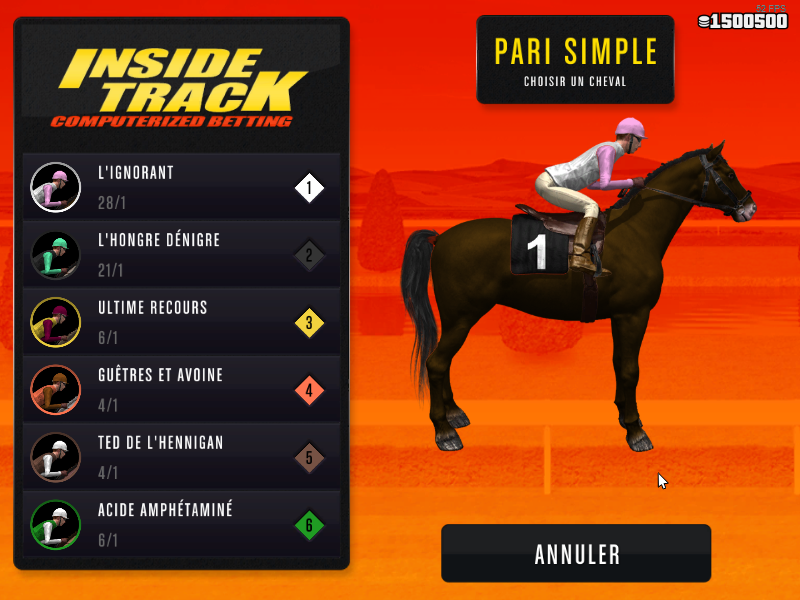 52 FPS
1500500
INSIDE
TRACK
COMPUTERIZED BETTING
PARI SIMPLE
CHOISIR UN CHEVAL
L'IGNORANT
28/1
1
L'HONGRE DÉNIGRE
21/1
2
ULTIME RECOURS
6/1
3
GUÊTRES ET AVOINE
4/1
4
TED DE L'HENNIGAN
4/1
5
ACIDE AMPHÉTAMINÉ
6/1
6
1
ANNULER